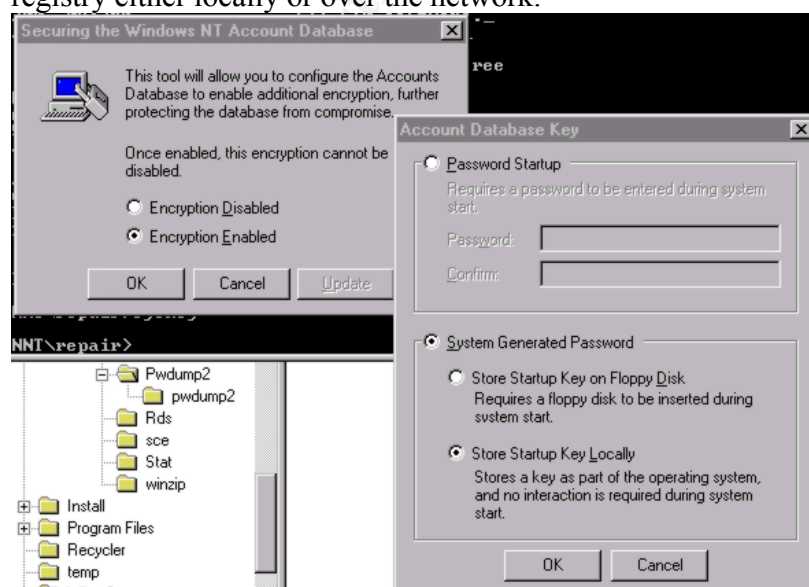 registry either locally or over the network.
Securing the Windows NT Account Database
ree
This tool will allow you to configure the Accounts
Database to enable additional encryption, further
protecting the database from compromise.
Once enabled, this encryption cannot be
disabled.
Encryption Disabled
Encryption Enabled
OK Cancel Update
NNT\repair>
Account Database Key
Password Startup
Requires a password to be entered during system
start.
Password:
Confirm:
System Generated Password
Store Startup Key on Floppy Disk
Requires a floppy disk to be inserted during
system start.
Store Startup Key Locally
Stores a key as part of the operating system,
and no interaction is required during system
start.
OK Cancel
Pwdump2
pwdump2
Rds
sce
Stat
winzip
Install
Program Files
Recycler
temp